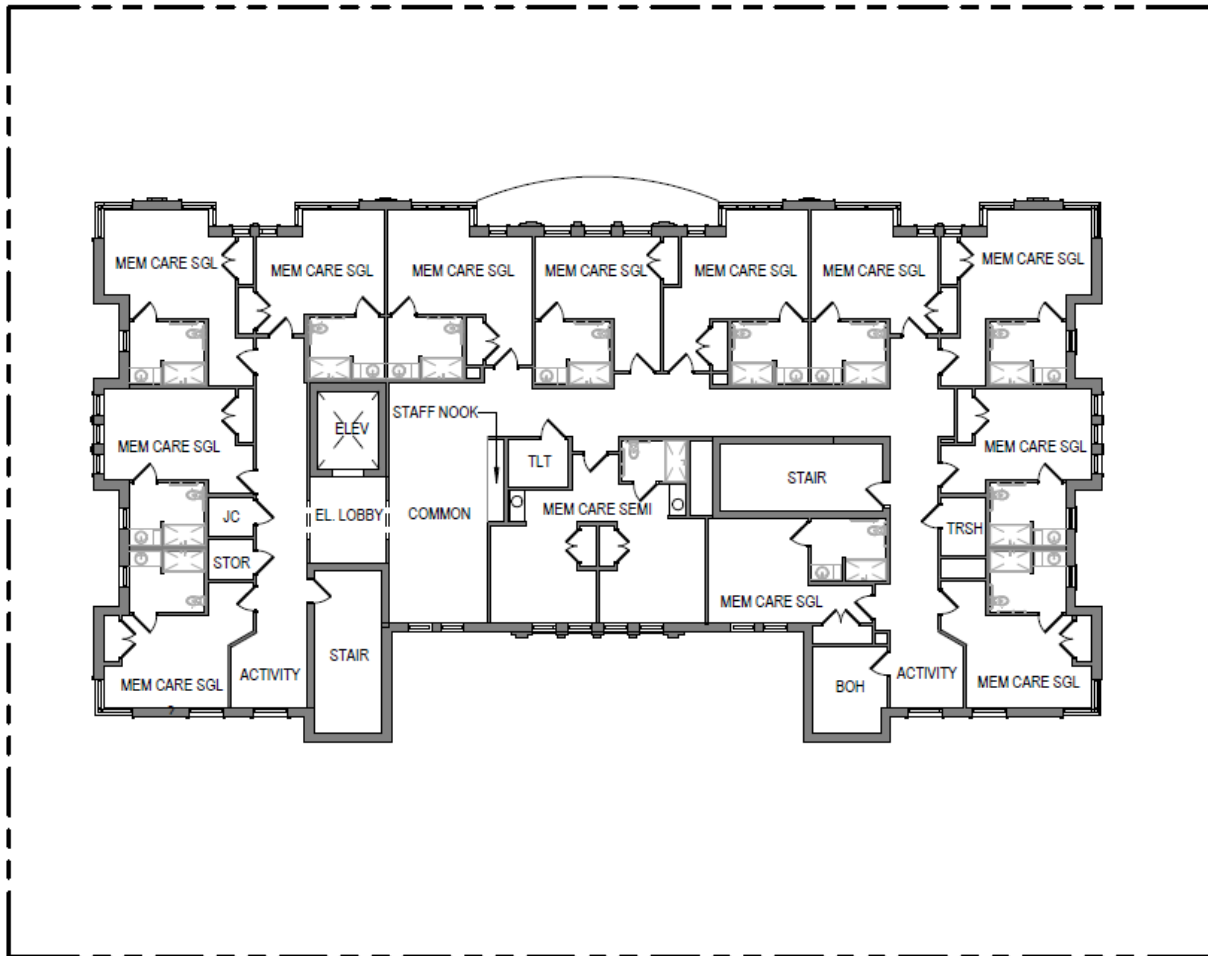 MEM CARE SGL
MEM CARE SGL
MEM CARE SGL
MEM CARE SGL
MEM CARE SGL
MEM CARE SGL
MEM CARE SGL
STAFF NOOK
ELEV
MEM CARE SGL
MEM CARE SGL
TLT
STAIR
JC
EL. LOBBY
COMMON
MEM CARE SEMI
TRSH
STOR
MEM CARE SGL
STAIR
ACTIVITY
MEM CARE SGL
?
BOH
ACTIVITY
MEM CARE SGL